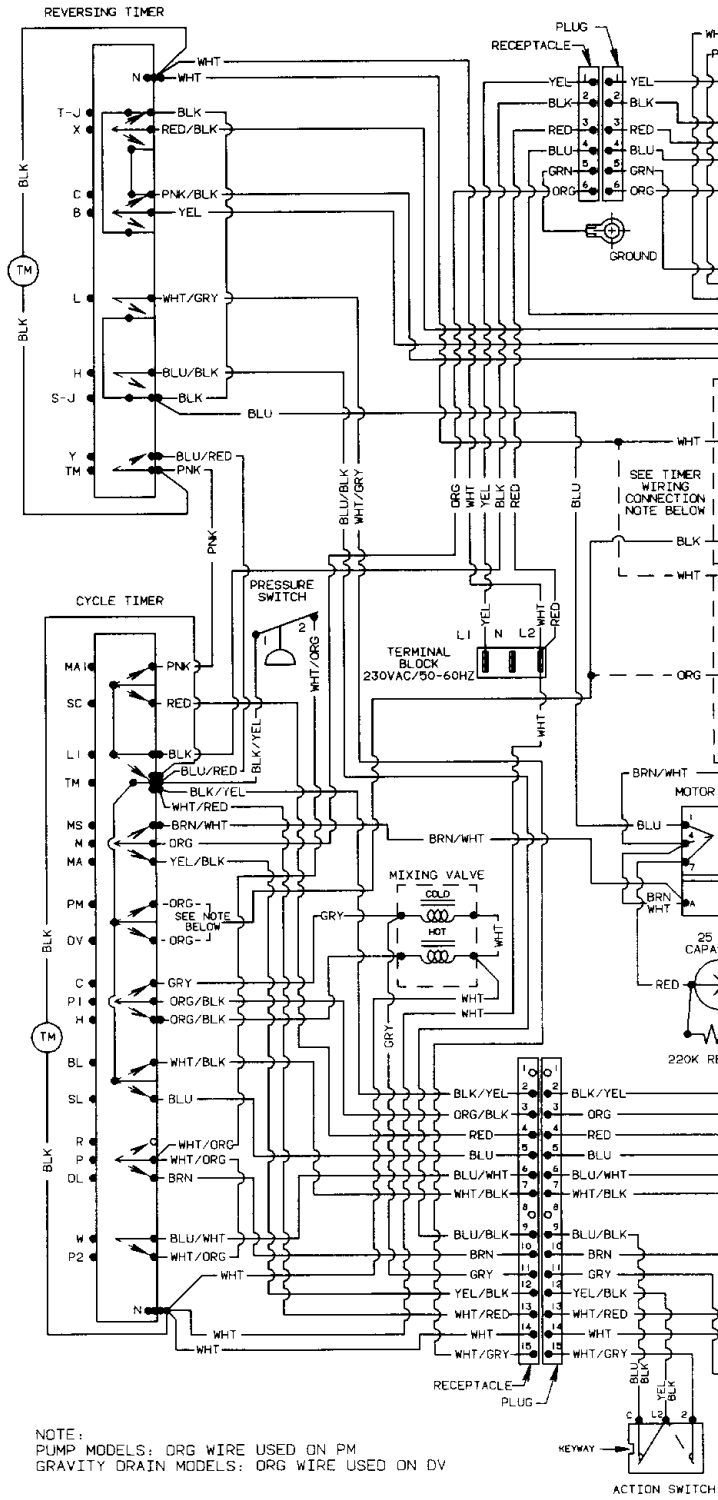 REVERSING TIMER
PLUG
RECEPTACLE
WHT
N
WHT
T-J
BLK
X
RED/BLK
C
PNK/BLK
B
YEL
TM
BLK
BLK
L
WHT/GRY
H
BLU/BLK
S-J
BLK
BLU
Y
BLU/RED
TM
PNK
1
YEL
1
YEL
2
BLK
2
BLK
3
RED
3
RED
4
BLU
4
BLU
5
GRN
5
GRN
6
ORG
6
ORG
GROUND
PNK
BLU/BLK
WHT/GRY
ORG
WHT
YEL
BLK
RED
BLU
WHT
SEE TIMER
WIRING
CONNECTION
NOTE BELOW
BLK
WHT
ORG
CYCLE TIMER
PRESSURE
SWITCH
1
2
BLK/YEL
WHT/ORG
YEL
WHT
RED
L1 N L2
TERMINAL
BLOCK
230VAC/50-60HZ
WHT
MA1
PNK
SC
RED
L1
BLK
BLU/RED
TM
BLK/YEL
WHT/RED
MS
BRN/WHT
M
ORG
MA
YEL/BLK
PM
ORG
SEE NOTE
BELOW
DV
ORG
C
GRY
P1
ORG/BLK
H
ORG/BLK
BL
WHT/BLK
SL
BLU
R
WHT/ORG
P
WHT/ORG
DL
BRN
W
BLU/WHT
P2
WHT/ORG
N
WHT
WHT
WHT
BLK
TM
BLK
BRN/WHT
BRN/WHT
MOTOR
BLU
1
4
7
BRN
WHT
A
25
RED
220K
MIXING VALVE
COLD
HOT
GRY
WHT
WHT
WHT
GRY
1
1
BLK/YEL
2
2
BLK/YEL
ORG/BLK
3
3
ORG
RED
4
4
RED
BLU
5
5
BLU
BLU/WHT
6
6
BLU/WHT
WHT/BLK
7
7
WHT/BLK
8
8
BLU/BLK
9
9
BLU/BLK
BRN
10
10
BRN
GRY
11
11
GRY
YEL/BLK
12
12
YEL/BLK
WHT/RED
13
13
WHT/RED
WHT
14
14
WHT
WHT/GRY
15
15
WHT/GRY
RECEPTACLE
PLUG
BLU
BLK
YEL
BLK
C
L2
2
KEYWAY
ACTION SWITCH
NOTE:
PUMP MODELS: ORG WIRE USED ON PM
GRAVITY DRAIN MODELS: ORG WIRE USED ON DV